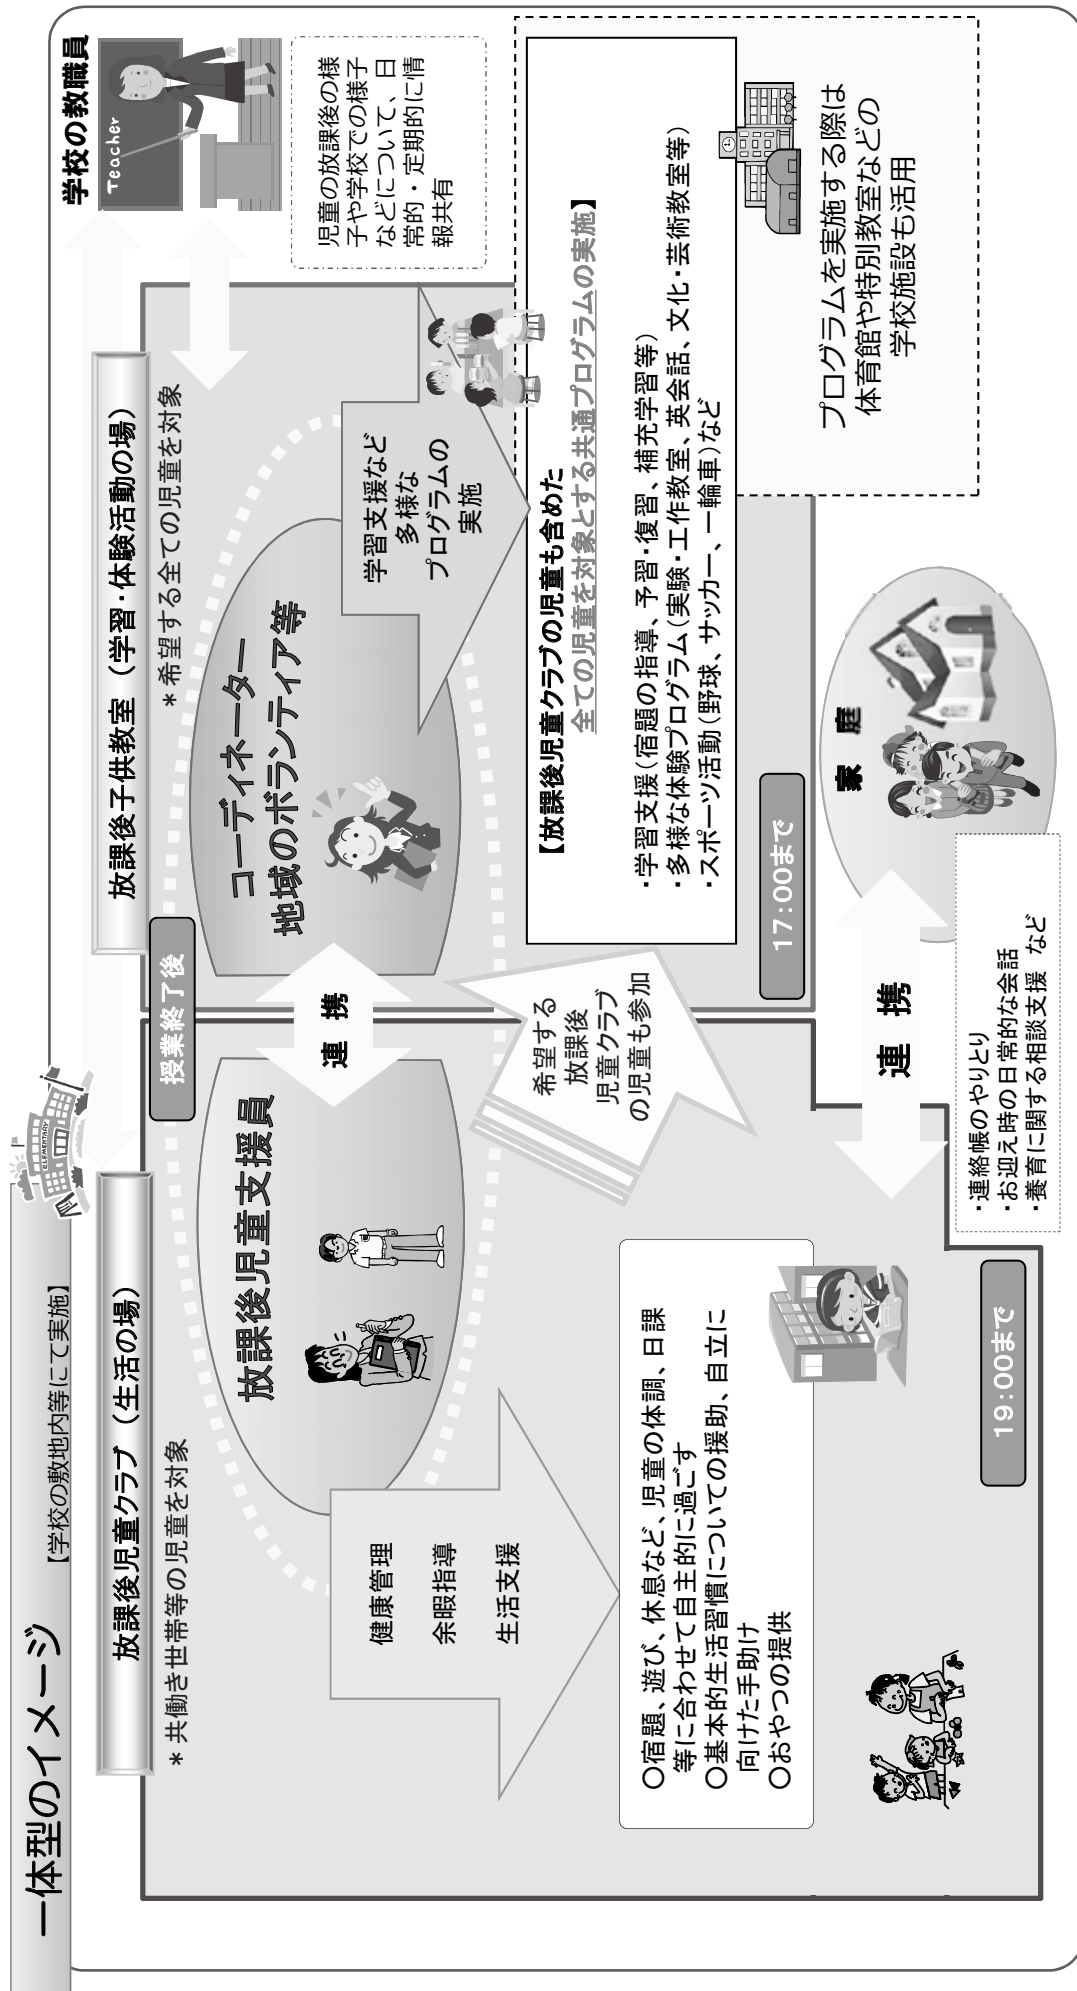 一体型のイメージ
【学校の敷地内等にて実施】
ELEMENTARY
放課後児童クラブ（生活の場）
＊共働き世帯等の児童を対象
授業終了後
放課後児童支援員
健康管理
余暇指導
生活支援
○宿題、遊び、休息など、児童の体調、日課
等に合わせて自主的に過ごす
○基本的生活習慣についての援助、自立に
向けた手助け
○おやつの提供
19:00まで
連 携
希望する
放課後
児童クラブ
の児童も参加
放課後子供教室（学習・体験活動の場）
＊希望する全ての児童を対象
コーディネーター
地域のボランティア等
学習支援など
多様な
プログラムの
実施
【放課後児童クラブの児童も含めた
全ての児童を対象とする共通プログラムの実施】
・学習支援（宿題の指導、予習・復習、補充学習等）
・多様な体験プログラム（実験・工作教室、英会話、文化・芸術教室等）
・スポーツ活動（野球、サッカー、一輪車）など
17:00まで
学校の教職員
Teacher
児童の放課後の様
子や学校での様子
などについて、日
常的・定期的に情
報共有
プログラムを実施する際は
体育館や特別教室などの
学校施設も活用
連 携
家 庭
・連絡帳のやりとり
・お迎え時の日常的な会話
・養育に関する相談支援 など